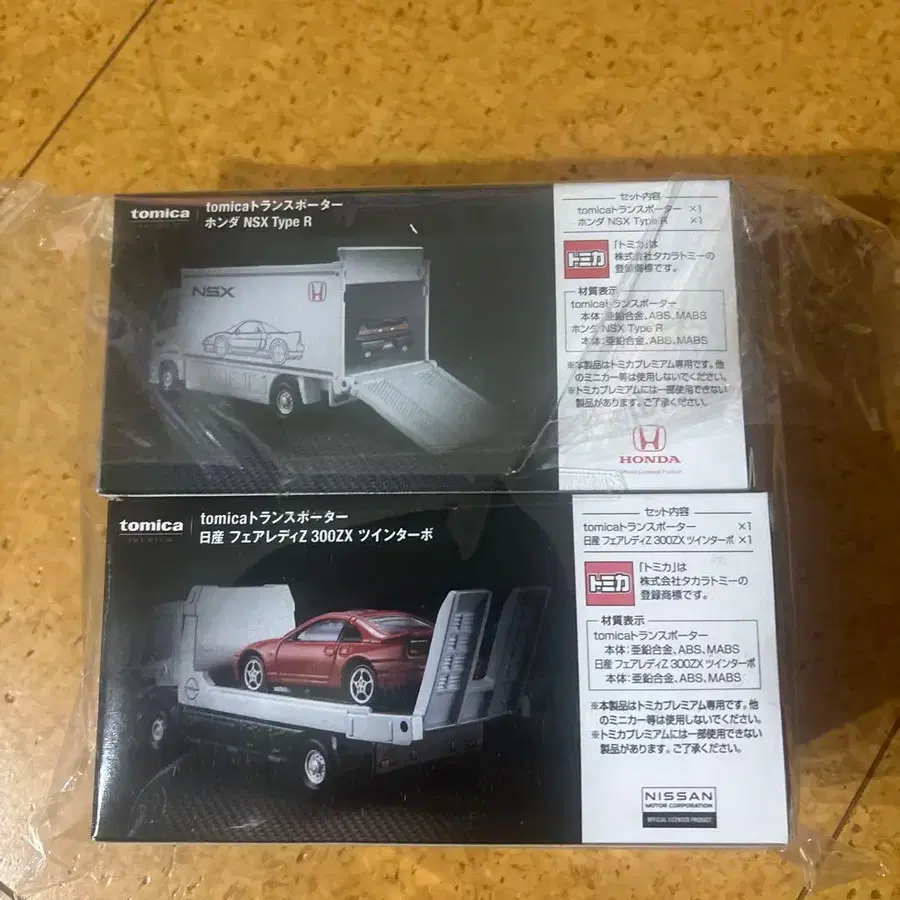 tomica
tomicaトランスポーター
ホンダ NSX Type R
NSX
セット内容
tomicaトランスポーター ×1
ホンダ NSX Type R ×1
トミカ
「トミカ」は
株式会社タカラトミーの
登録商標です。
材質表示
tomicaトランスポーター
本体:亜鉛合金、ABS、MABS
ホンダ NSX Type R
本体:亜鉛合金、ABS、MABS
※本製品はトミカプレミアム専用です。他
のミニカー等は使用しないでください。
※トミカプレミアムには一部使用できない
製品があります。ご了承ください。
HONDA
Official Licensed Product
tomica
PREMIUM
tomicaトランスポーター
日産 フェアレディZ 300ZX ツインターボ
セット内容
tomicaトランスポーター ×1
日産 フェアレディZ 300ZX ツインターボ ×1
トミカ
「トミカ」は
株式会社タカラトミーの
登録商標です。
材質表示
tomicaトランスポーター
本体:亜鉛合金、ABS、MABS
日産 フェアレディZ 300ZX ツインターボ
本体:亜鉛合金、ABS、MABS
※本製品はトミカプレミアム専用です。他
のミニカー等は使用しないでください。
※トミカプレミアムには一部使用できない
製品があります。ご了承ください。
NISSAN
MOTOR CORPORATION
OFFICIAL LICENSED PRODUCT